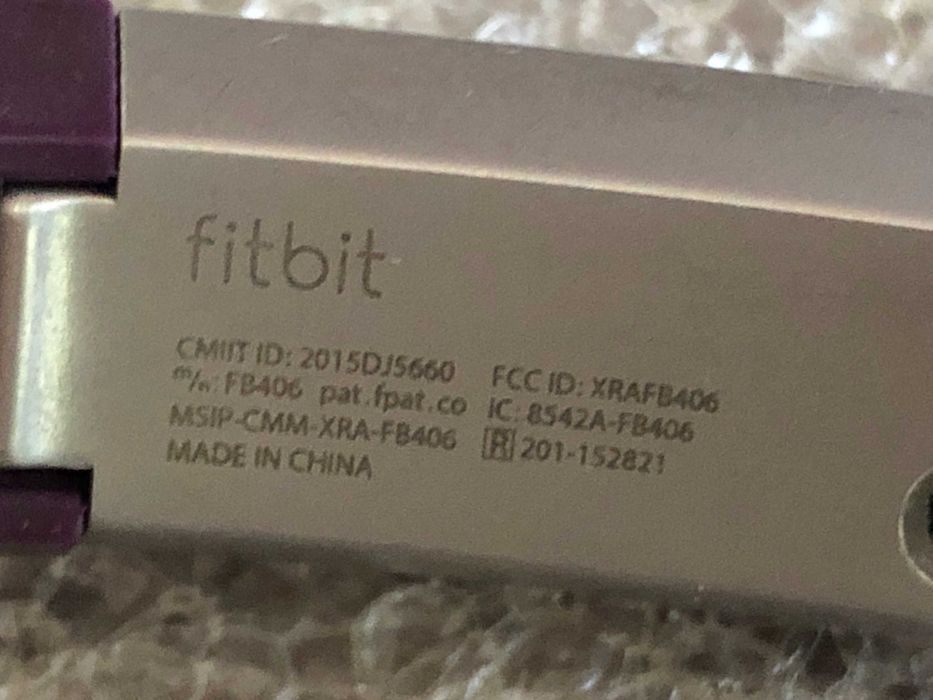 fitbit
CMIIT ID: 2015DJ5660 FCC ID: XRAFB406
m/n: FB406 pat.fpat.co IC: 8542A-FB406
MSIP-CMM-XRA-FB406 R 201-152821
MADE IN CHINA